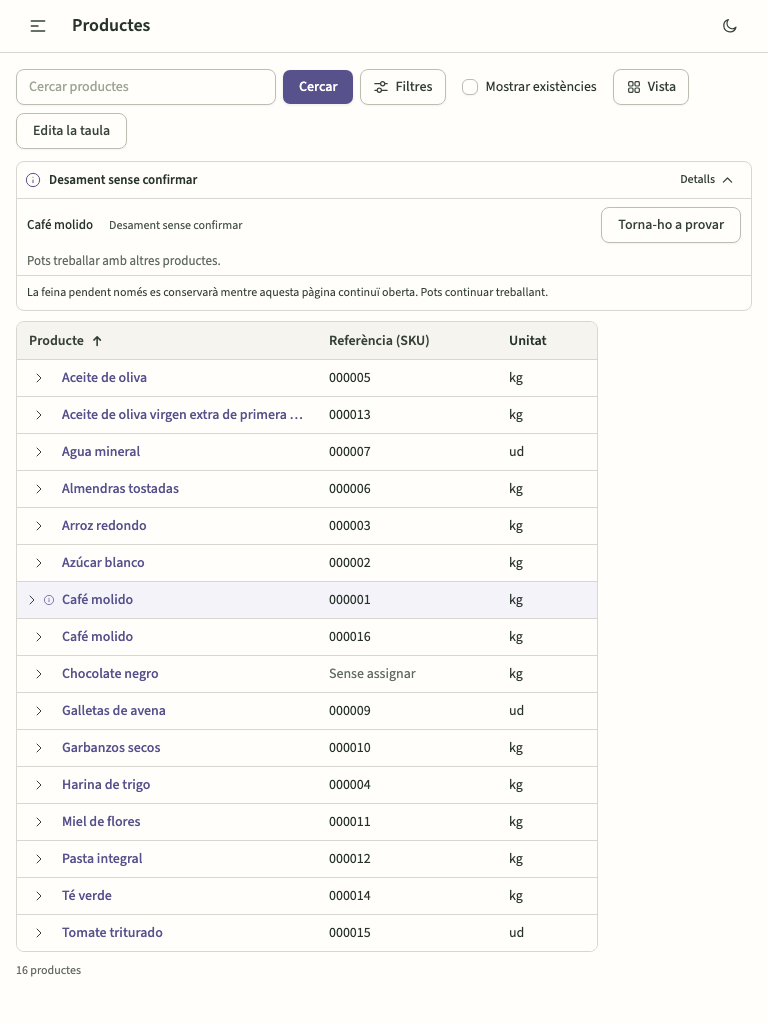 Productes
Cercar productes
Cercar
Filtres
Mostrar existències
Vista
Edita la taula
Desament sense confirmar
Detalls
Café molido Desament sense confirmar
Torna-ho a provar
Pots treballar amb altres productes.
La feina pendent només es conservarà mentre aquesta pàgina continuï oberta. Pots continuar treballant.
Producte Referència (SKU) Unitat
Aceite de oliva 000005 kg
Aceite de oliva virgen extra de primera … 000013 kg
Agua mineral 000007 ud
Almendras tostadas 000006 kg
Arroz redondo 000003 kg
Azúcar blanco 000002 kg
Café molido 000001 kg
Café molido 000016 kg
Chocolate negro Sense assignar kg
Galletas de avena 000009 ud
Garbanzos secos 000010 kg
Harina de trigo 000004 kg
Miel de flores 000011 kg
Pasta integral 000012 kg
Té verde 000014 kg
Tomate triturado 000015 ud
16 productes